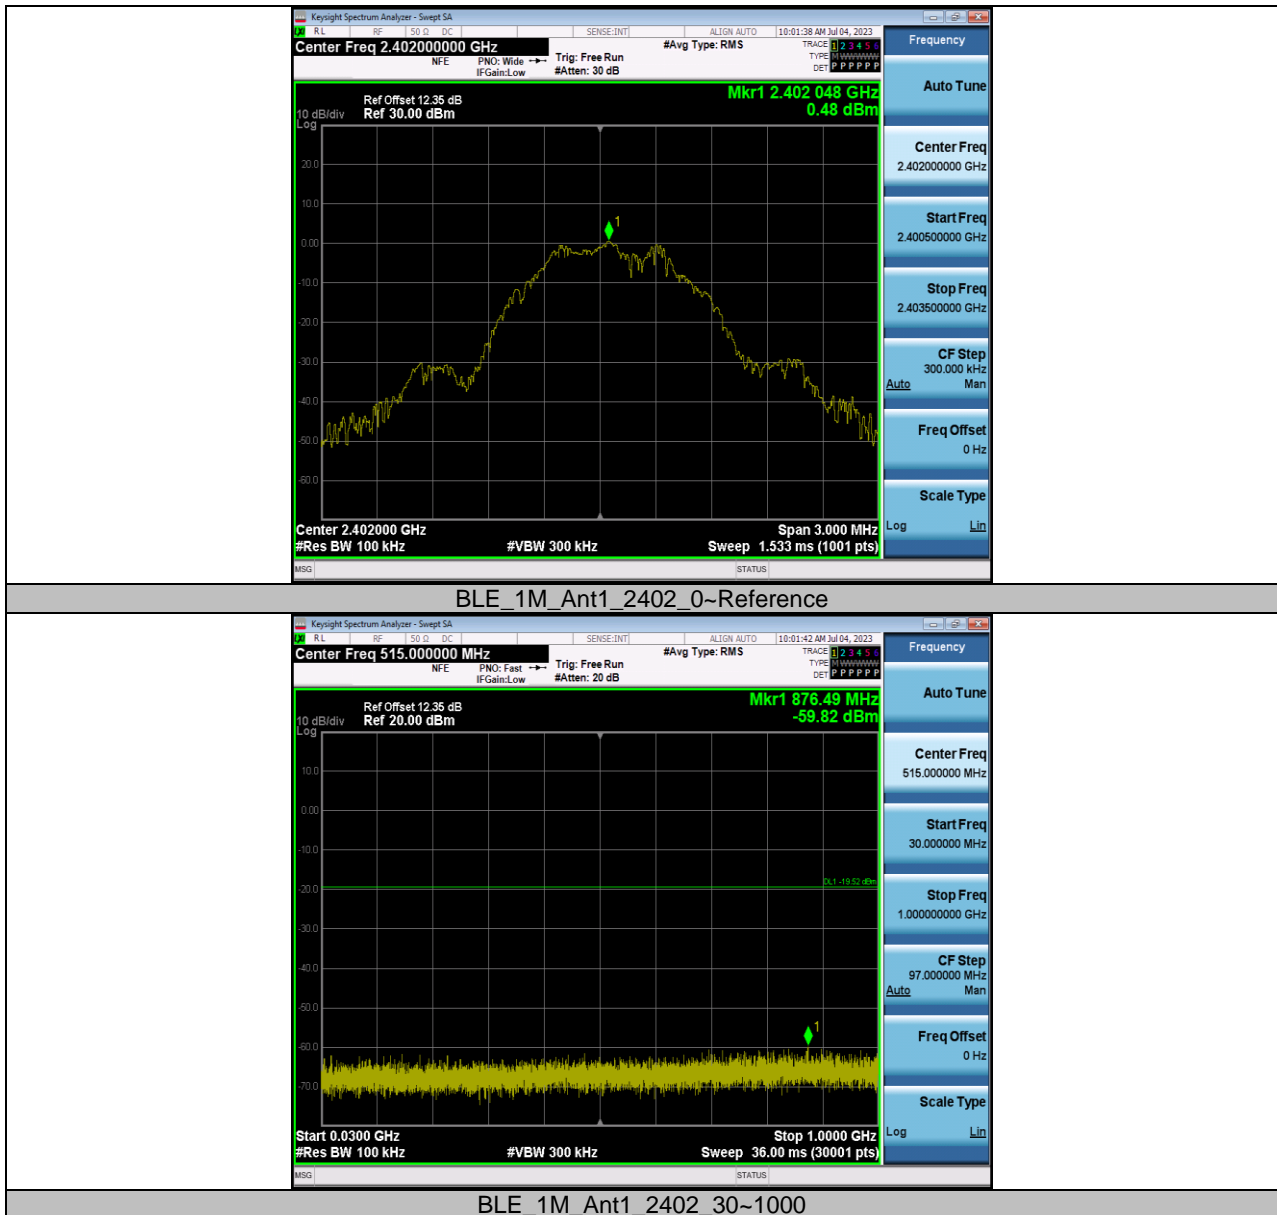 Keysight Spectrum Analyzer - Swept SA
RL RF 50 Ω DC SENSE:INT ALIGN AUTO 10:01:38 AM Jul 04, 2023
Center Freq 2.402000000 GHz #Avg Type: RMS TRACE 1 2 3 4 5 6
NFE PNO: Wide Trig: Free Run TYPE M WWWWW
IFGain:Low #Atten: 30 dB DET P P P P P P
Mkr1 2.402 048 GHz
0.48 dBm
Ref Offset 12.35 dB
10 dB/div Ref 30.00 dBm
Log
20.0
10.0
0.00
-10.0
-20.0
-30.0
-40.0
-50.0
-60.0
1
Center 2.402000 GHz Span 3.000 MHz
#Res BW 100 kHz #VBW 300 kHz Sweep 1.533 ms (1001 pts)
MSG STATUS
Frequency
Auto Tune
Center Freq
2.402000000 GHz
Start Freq
2.400500000 GHz
Stop Freq
2.403500000 GHz
CF Step
300.000 kHz
Auto Man
Freq Offset
0 Hz
Scale Type
Log Lin
BLE_1M_Ant1_2402_0~Reference
Keysight Spectrum Analyzer - Swept SA
RL RF 50 Ω DC SENSE:INT ALIGN AUTO 10:01:42 AM Jul 04, 2023
Center Freq 515.000000 MHz #Avg Type: RMS TRACE 1 2 3 4 5 6
NFE PNO: Fast Trig: Free Run TYPE M WWWWW
IFGain:Low #Atten: 20 dB DET P P P P P P
Mkr1 876.49 MHz
-59.82 dBm
Ref Offset 12.35 dB
10 dB/div Ref 20.00 dBm
Log
10.0
0.00
-10.0
-20.0
-30.0
-40.0
-50.0
-60.0
-70.0
DL1 -19.52 dBm
1
Start 0.0300 GHz Stop 1.0000 GHz
#Res BW 100 kHz #VBW 300 kHz Sweep 36.00 ms (30001 pts)
MSG STATUS
Frequency
Auto Tune
Center Freq
515.000000 MHz
Start Freq
30.000000 MHz
Stop Freq
1.000000000 GHz
CF Step
97.000000 MHz
Auto Man
Freq Offset
0 Hz
Scale Type
Log Lin
BLE_1M_Ant1_2402_30~1000